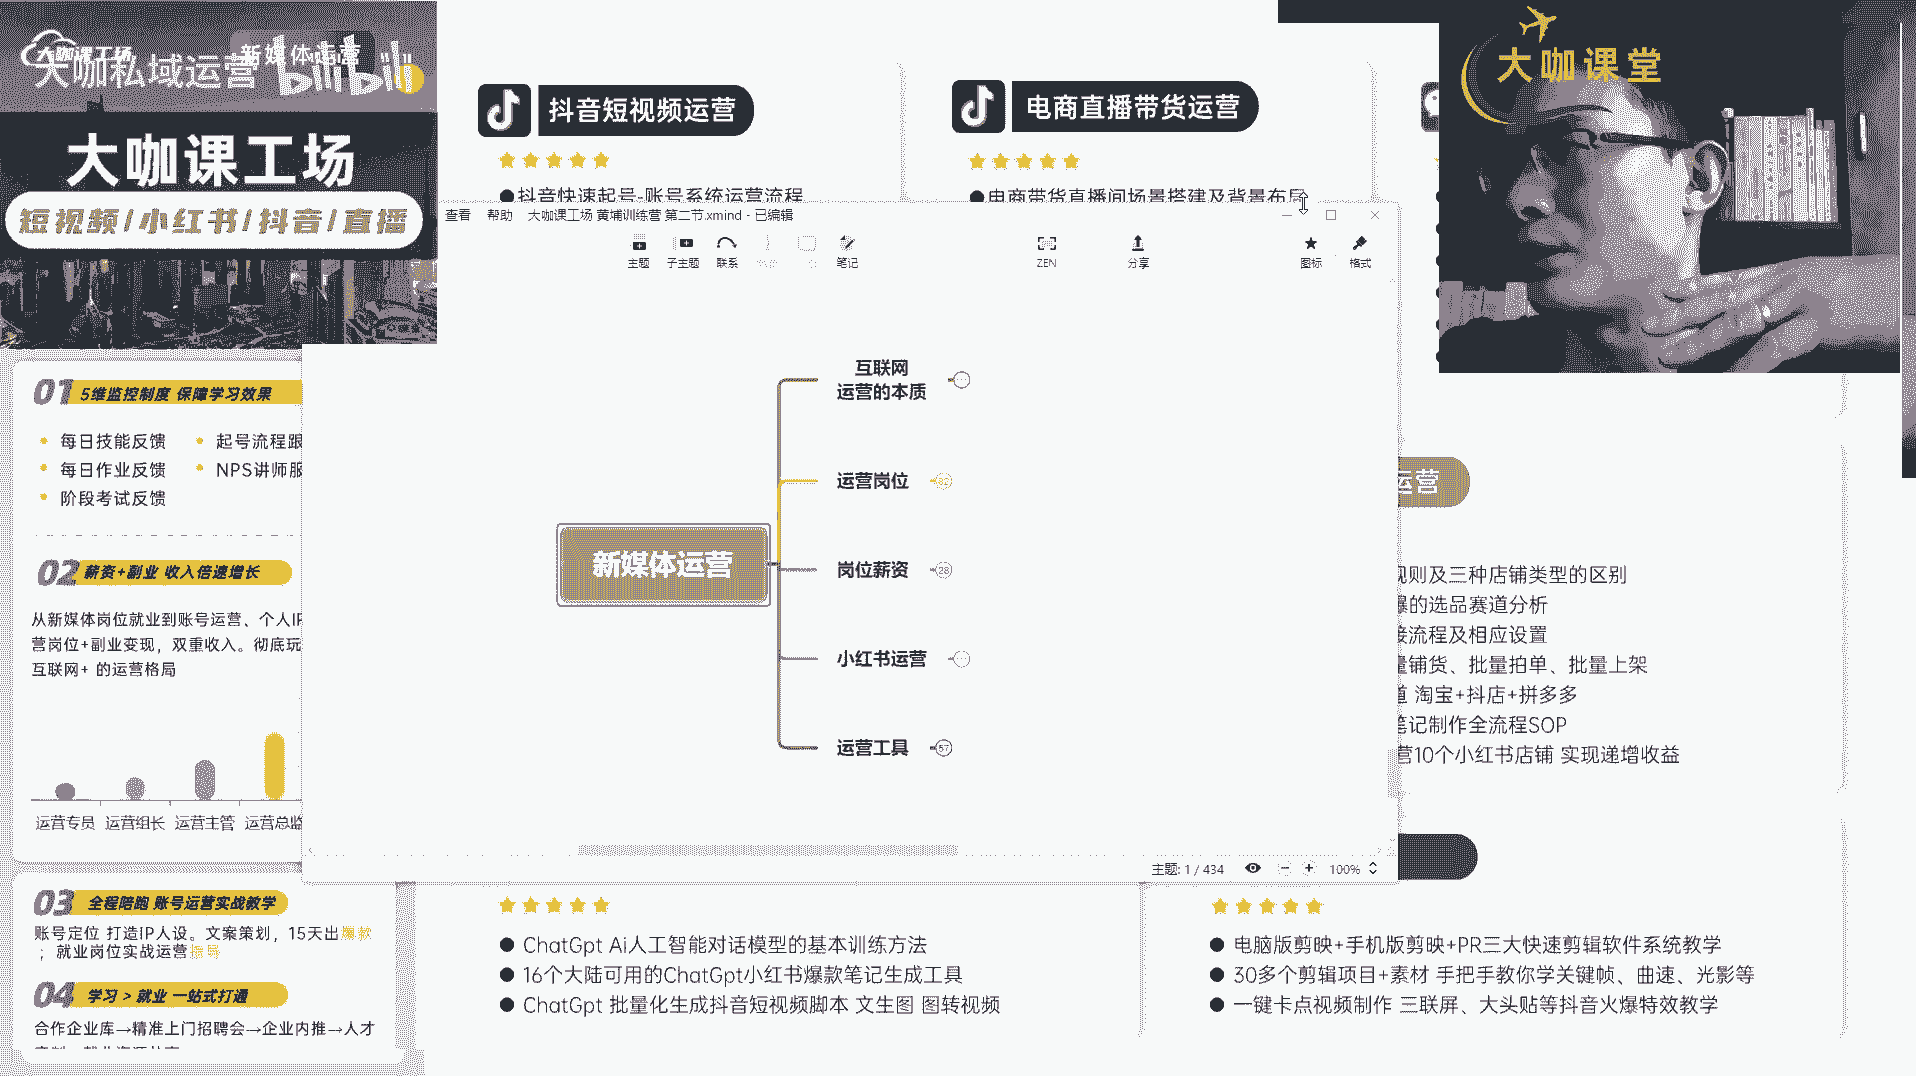 大咖课工场
大咖私域运营
新媒体运营
bilibili
大咖课工场
短视频/小红书/抖音/直播
抖音短视频运营
抖音快速起号-账号系统运营流程
电商直播带货运营
电商带货直播间场景搭建及背景布局
大咖课堂
查看 帮助 大咖课工场 黄埔训练营 第二节.xmind - 已编辑
主题 子主题 联系 笔记 ZEN 分享 图标 格式
互联网
运营的本质
运营岗位
新媒体运营
岗位薪资 28
小红书运营
运营工具 57
主题: 1 / 434 100%
01 5维监控制度 保障学习效果
每日技能反馈 起号流程跟
每日作业反馈 NPS讲师服
阶段考试反馈
02 薪资+副业 收入倍速增长
从新媒体岗位就业到账号运营、个人IP
营岗位+副业变现，双重收入。彻底玩
互联网+ 的运营格局
运营专员 运营组长 运营主管 运营总监
03 全程陪跑 账号运营实战教学
账号定位 打造IP人设。文案策划，15天出爆款
；就业岗位实战运营指导
04 学习 > 就业 一站式打通
合作企业库→精准上门招聘会→企业内推→人才
运营
规则及三种店铺类型的区别
爆的选品赛道分析
接流程及相应设置
量铺货、批量拍单、批量上架
道 淘宝+抖店+拼多多
笔记制作全流程SOP
营10个小红书店铺 实现递增收益
ChatGpt Ai人工智能对话模型的基本训练方法
16个大陆可用的ChatGpt小红书爆款笔记生成工具
ChatGpt 批量化生成抖音短视频脚本 文生图 图转视频
电脑版剪映+手机版剪映+PR三大快速剪辑软件系统教学
30多个剪辑项目+素材 手把手教你学关键帧、曲速、光影等
一键卡点视频制作 三联屏、大头贴等抖音火爆特效教学